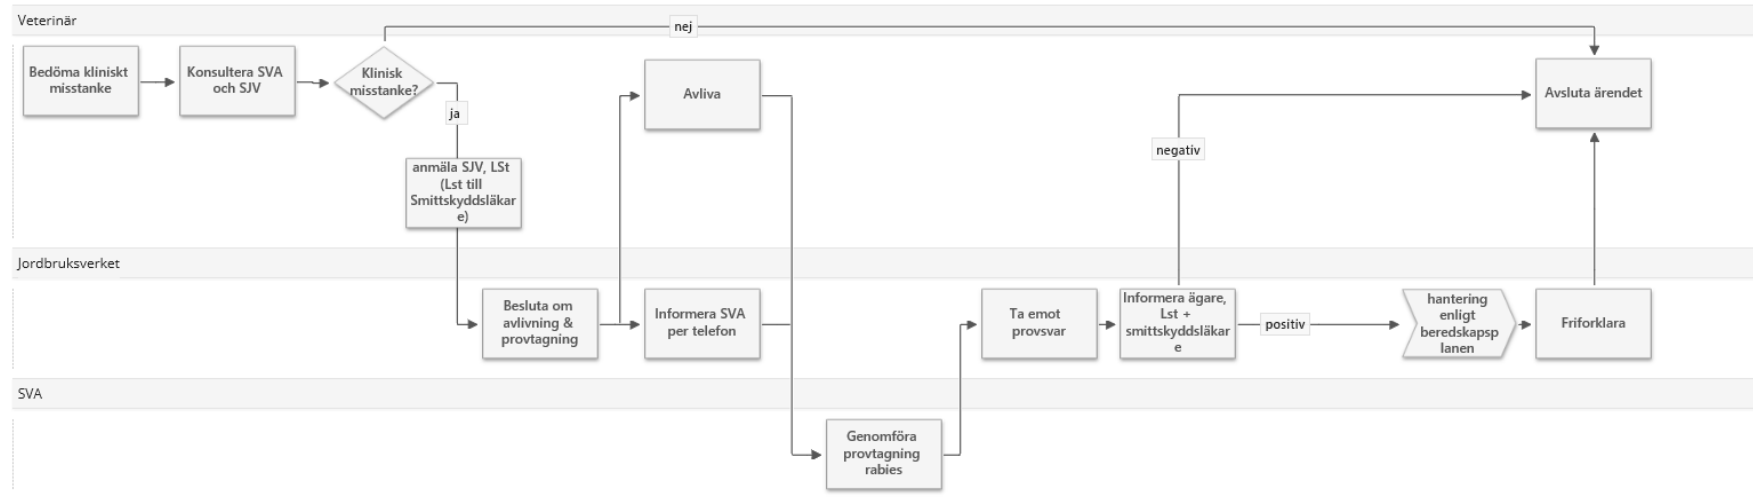 Veterinär
nej
Bedöma kliniskt
misstanke
Konsultera SVA
och SJV
Klinisk
misstanke?
ja
Avliva
Avsluta ärendet
negativ
anmäla SJV, LSt
(Lst till
Smittskyddsläkar
e)
Jordbruksverket
Besluta om
avlivning &
provtagning
Informera SVA
per telefon
Ta emot
provsvar
Informera ägare,
Lst +
smittskyddsläkar
e
positiv
hantering
enligt
beredskapsp
lanen
Friforklara
SVA
Genomföra
provtagning
rabies